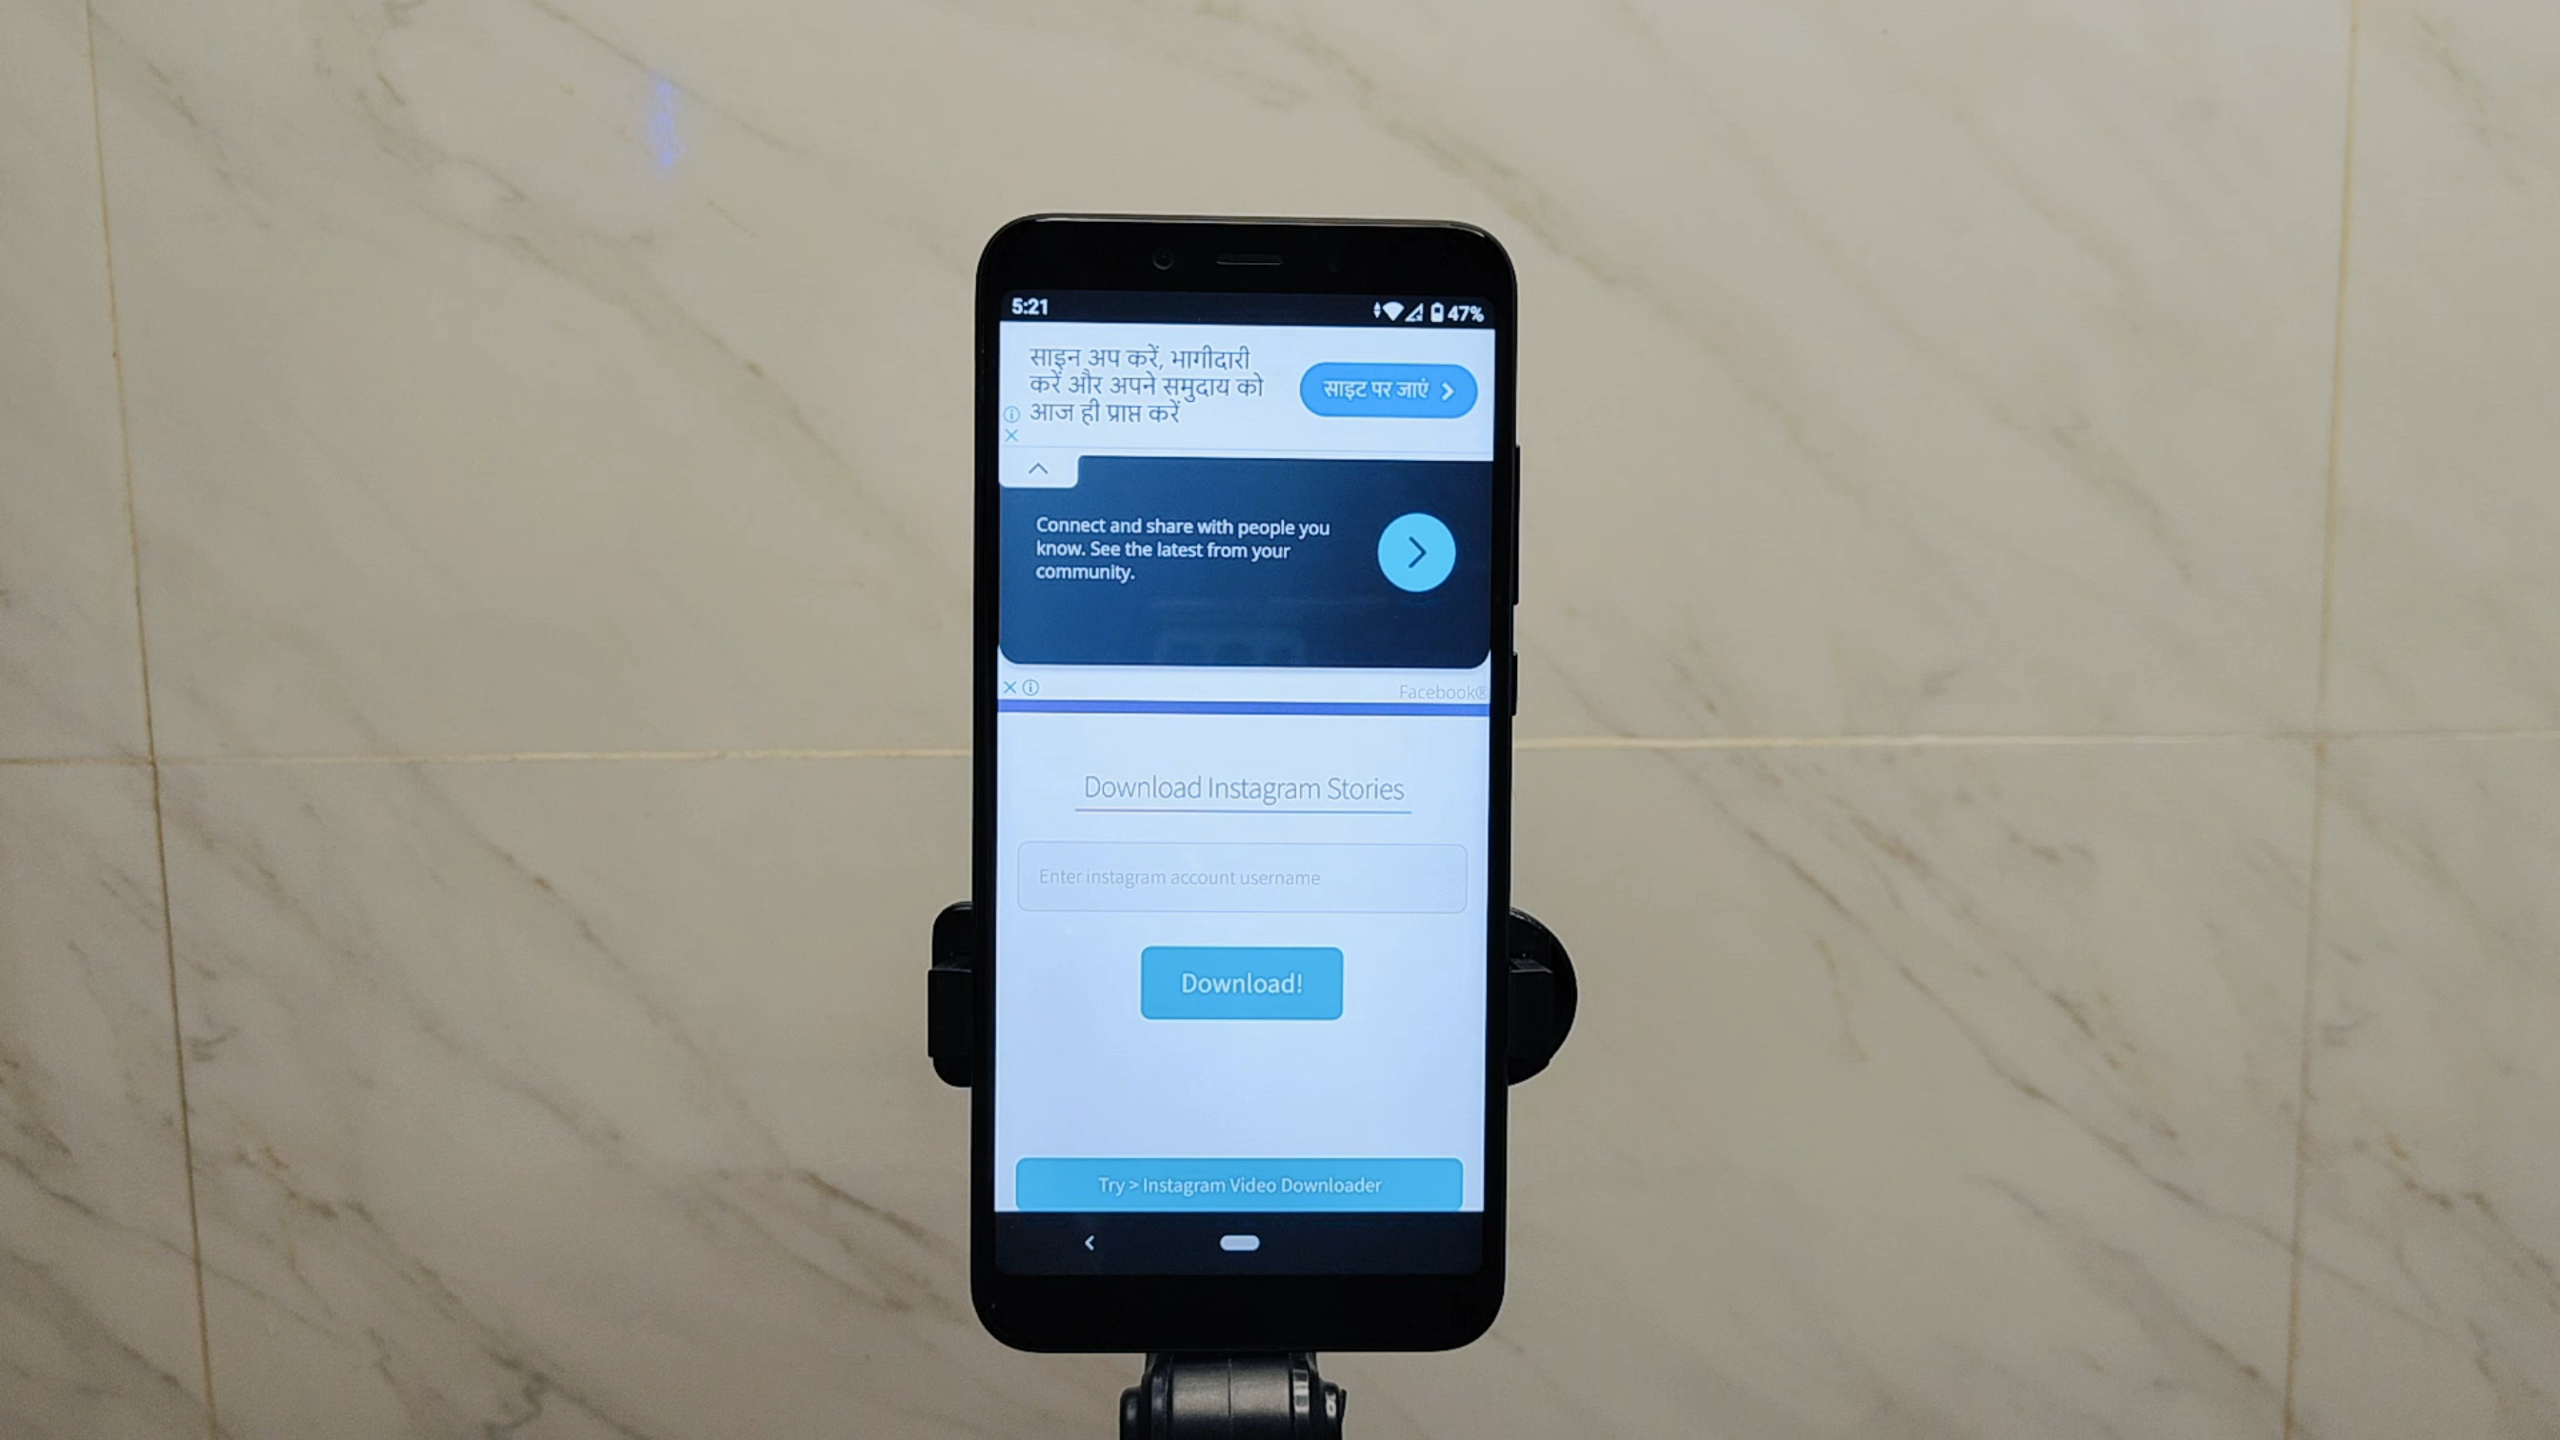 5:21
47%
साइन अप करें, भागीदारी
करें और अपने समुदाय को
आज ही प्राप्त करें
साइट पर जाएं
Connect and share with people you
know. See the latest from your
community.
Facebook®
Download Instagram Stories
Enter instagram account username
Download!
Try > Instagram Video Downloader